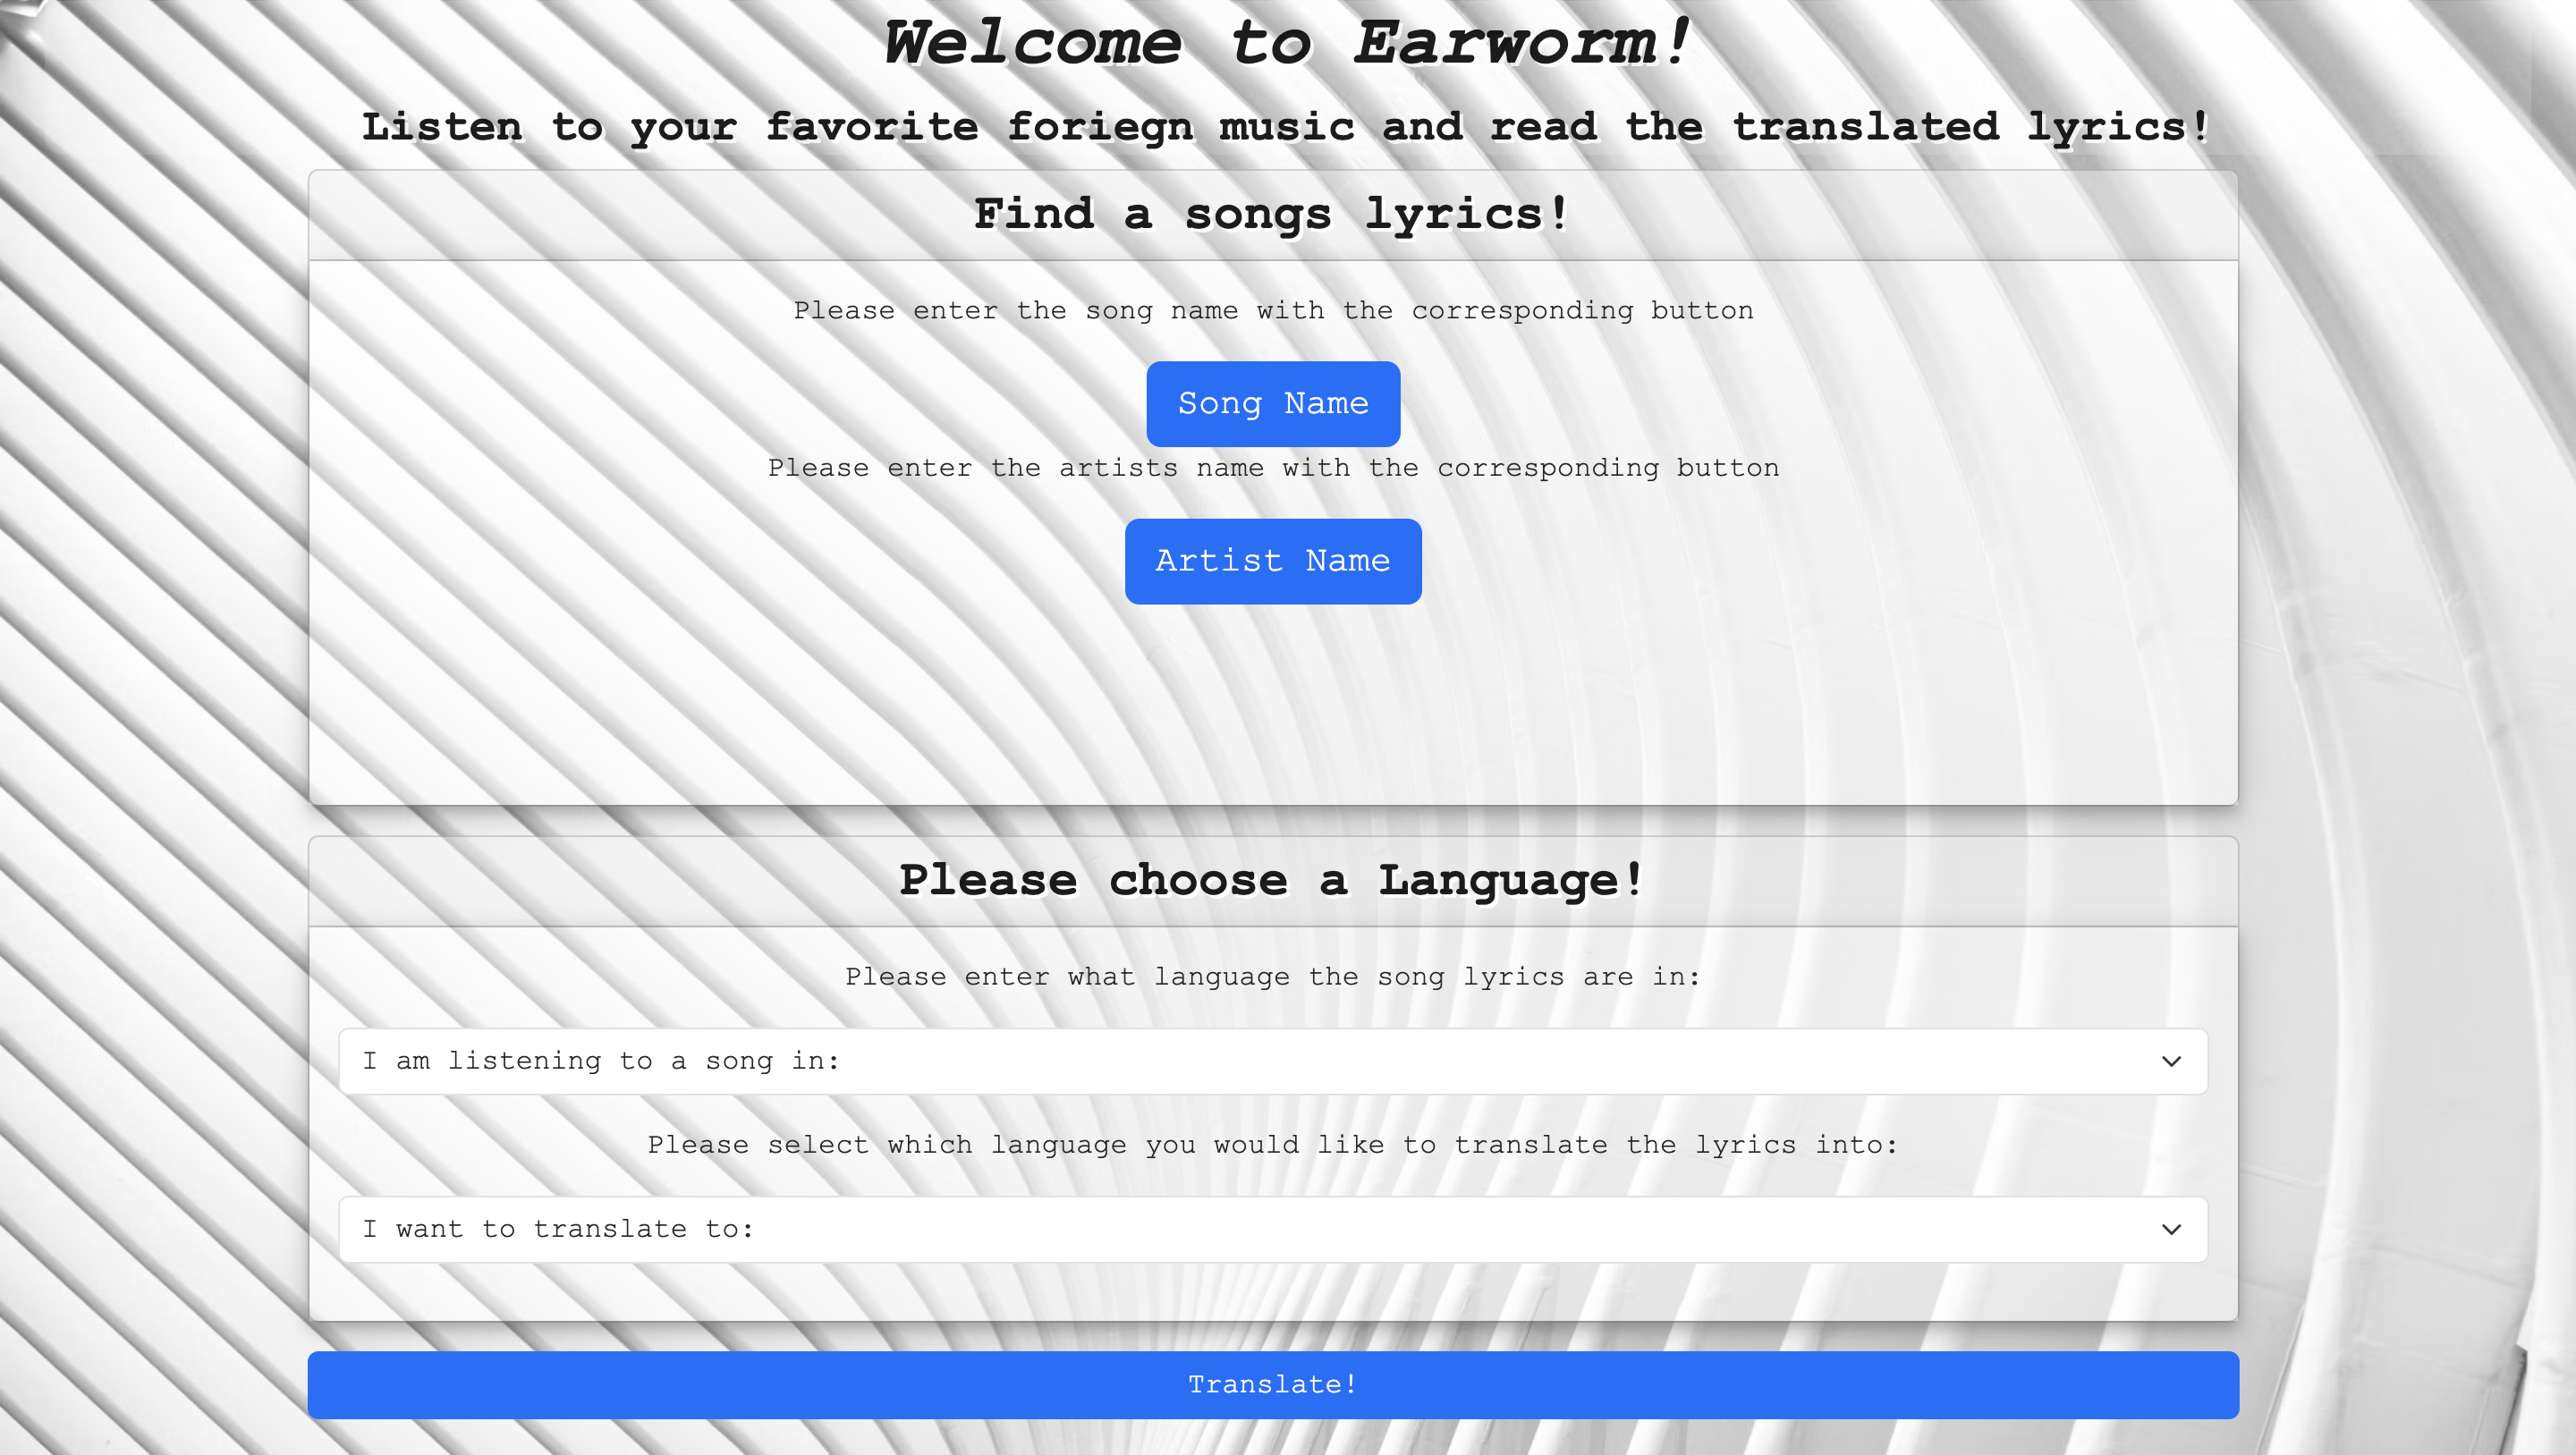 Welcome to Earworm!
Listen to your favorite foriegn music and read the translated lyrics!
Find a songs lyrics!
Please enter the song name with the corresponding button
Song Name
Please enter the artists name with the corresponding button
Artist Name
Please choose a Language!
Please enter what language the song lyrics are in:
I am listening to a song in:
Please select which language you would like to translate the lyrics into:
I want to translate to:
Translate!